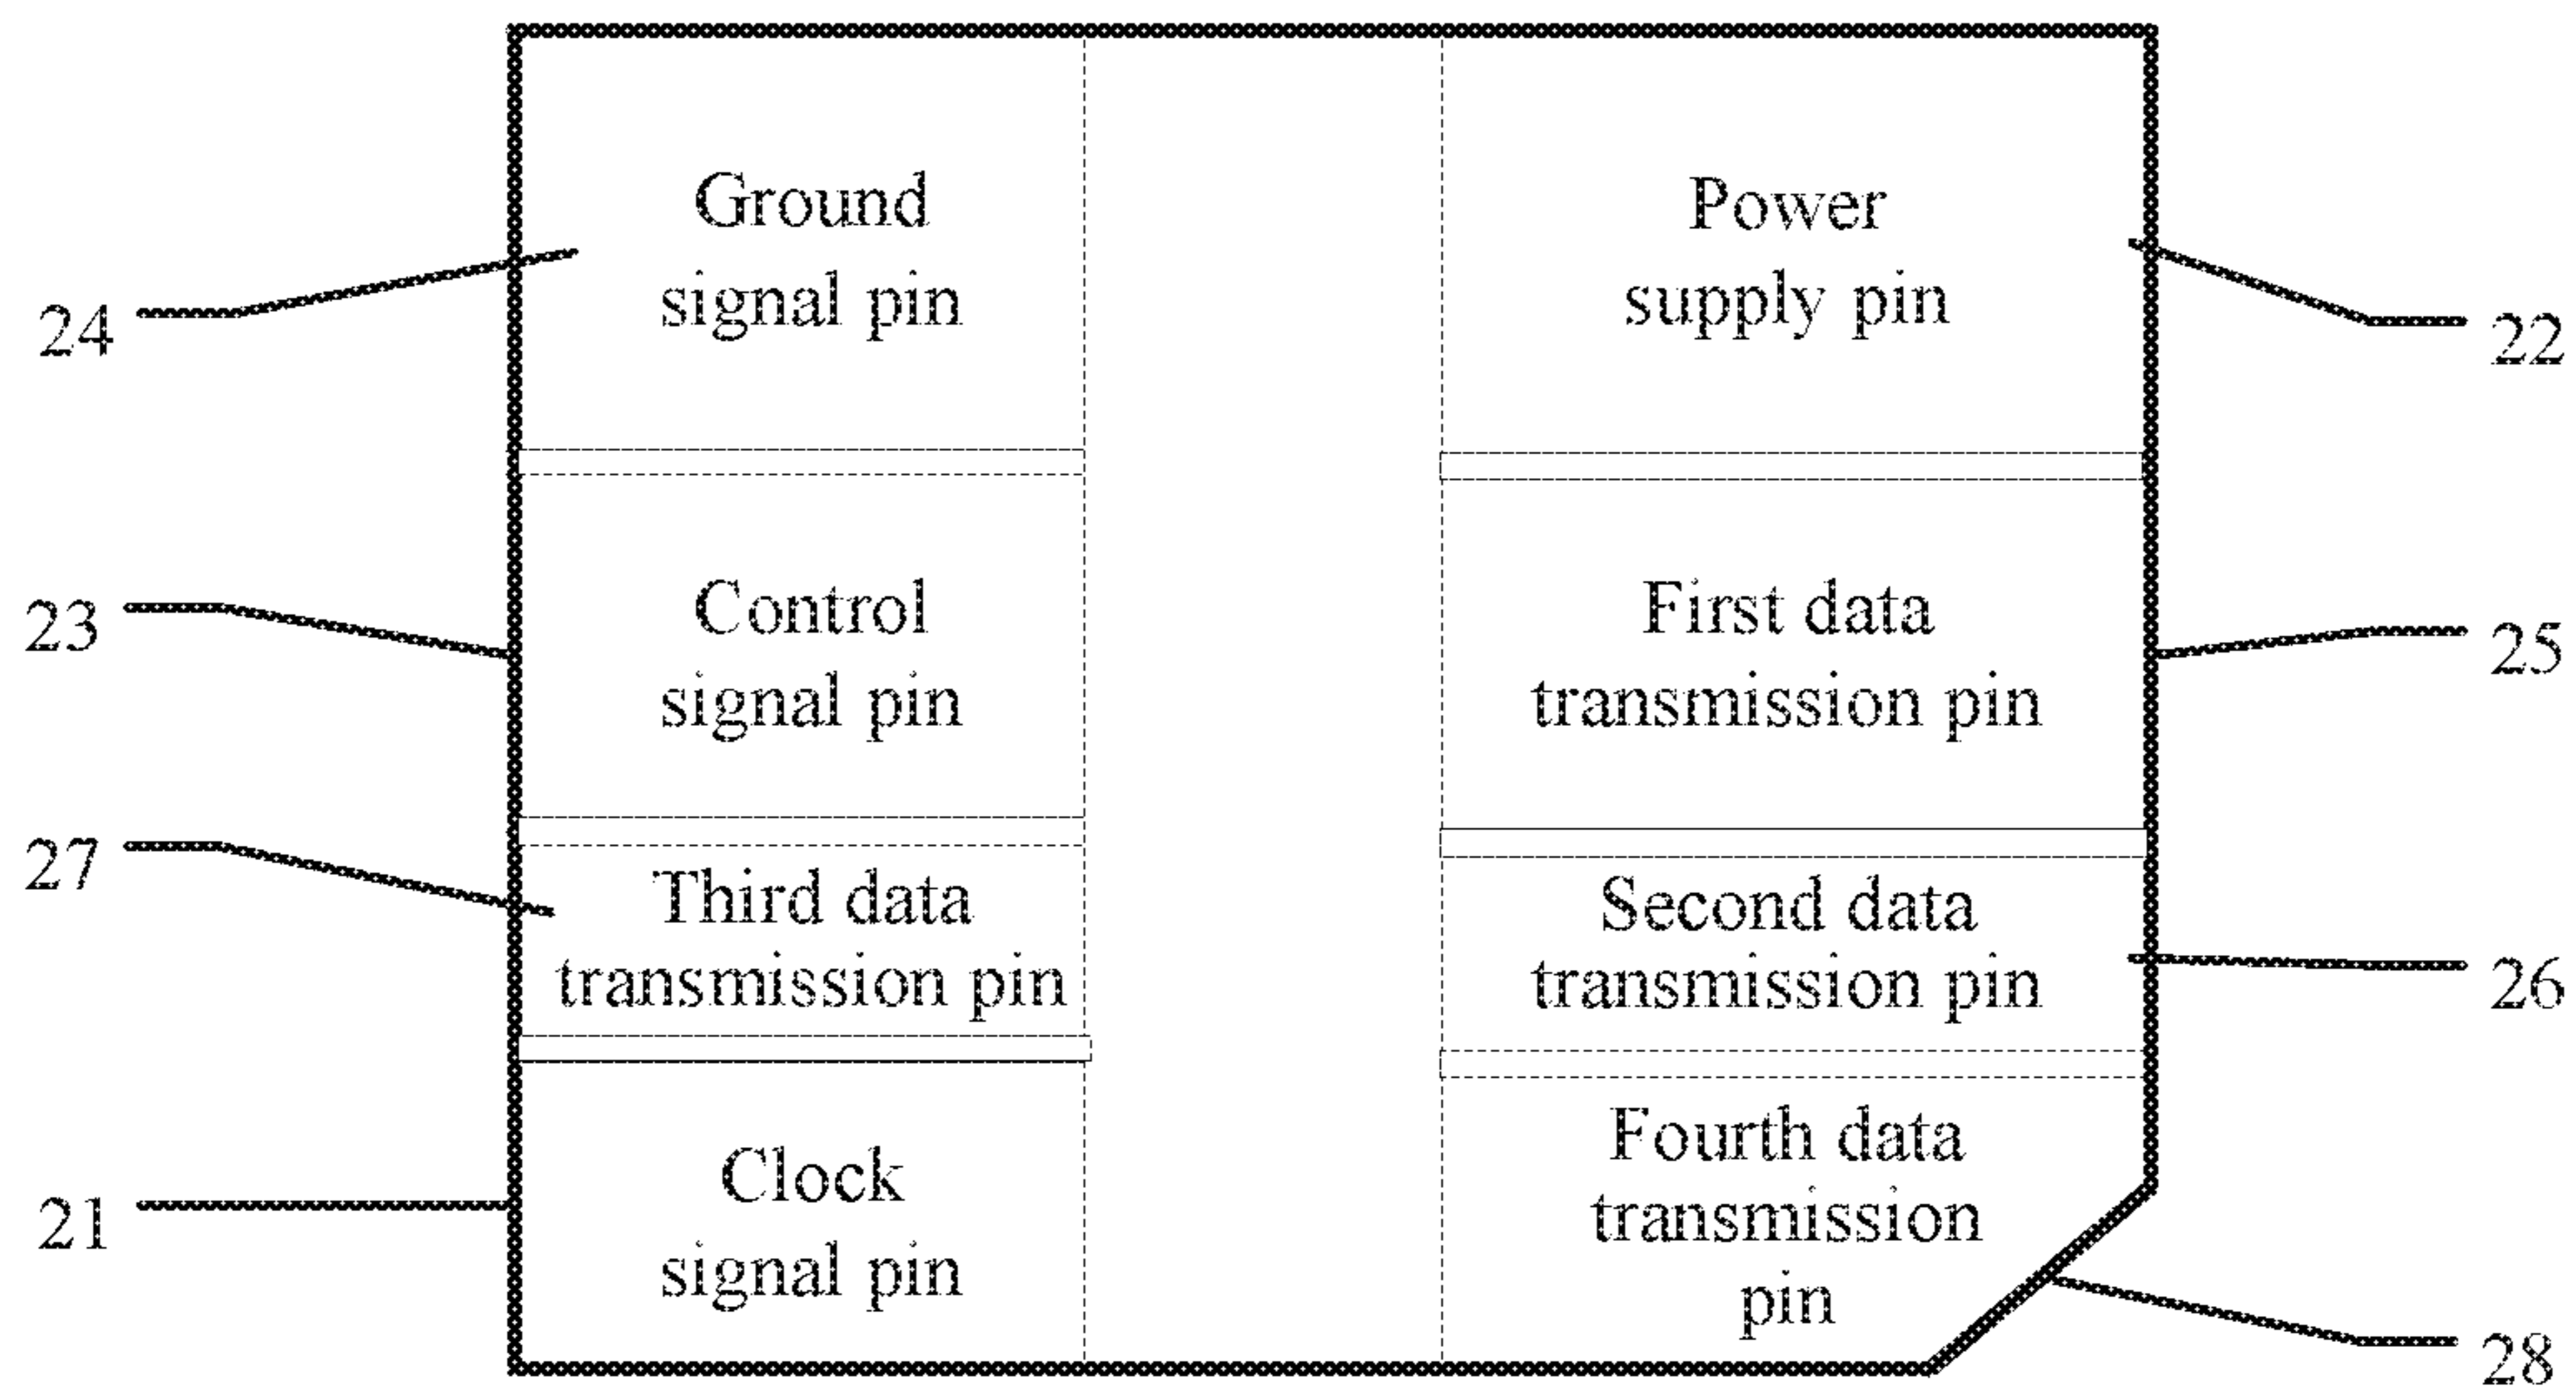 Ground
signal pin
24
Control
signal pin
23
Third data
transmission pin
27
Clock
signal pin
21
Power
supply pin
22
First data
transmission pin
25
Second data
transmission pin
26
Fourth data
transmission
pin
28